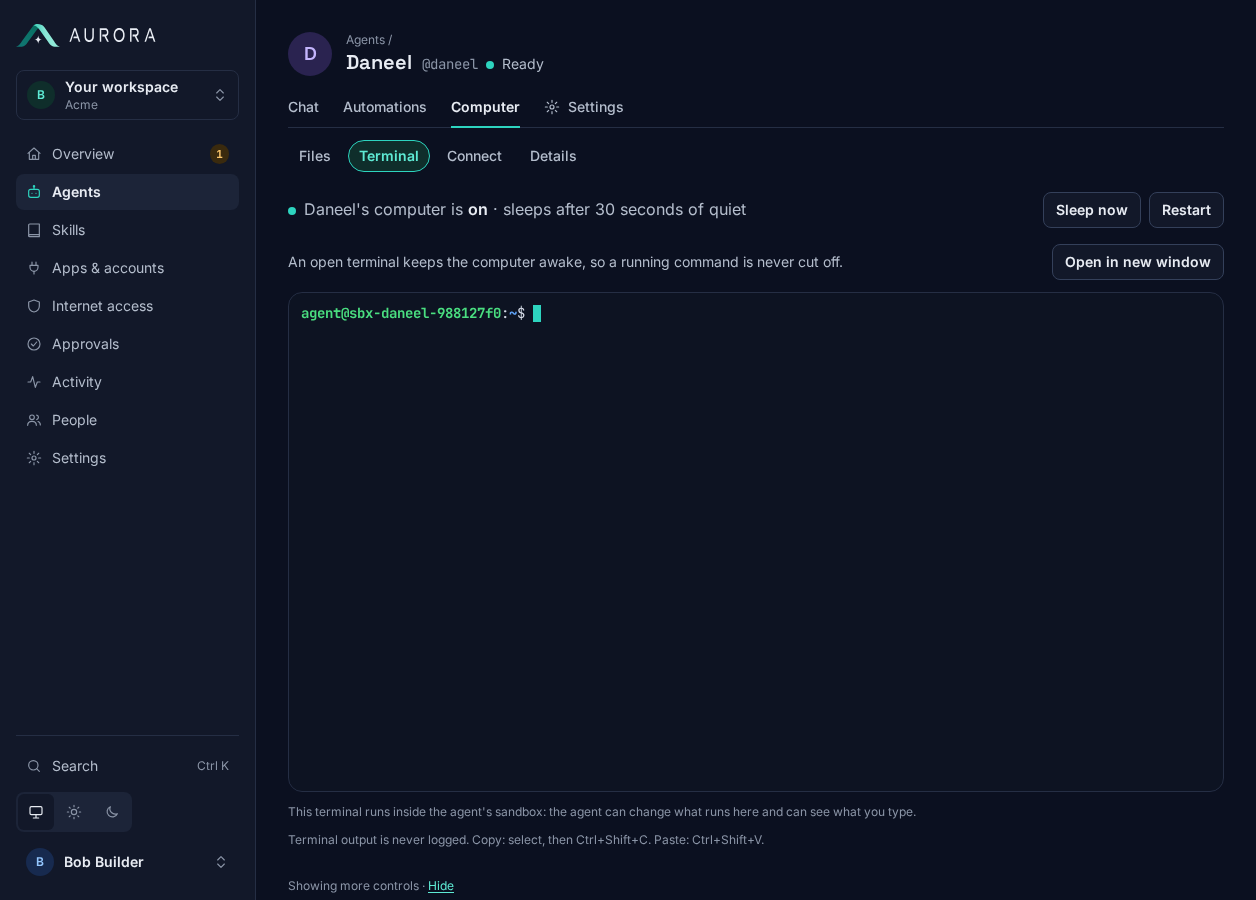 AURORA
B
Your workspace
Acme
Overview
1
Agents
Skills
Apps & accounts
Internet access
Approvals
Activity
People
Settings
Search
Ctrl K
B
Bob Builder
D
Agents /
Daneel @daneel Ready
Chat
Automations
Computer
Settings
Files
Terminal
Connect
Details
Daneel's computer is on · sleeps after 30 seconds of quiet
Sleep now
Restart
An open terminal keeps the computer awake, so a running command is never cut off.
Open in new window
agent@sbx-daneel-988127f0:~$
This terminal runs inside the agent's sandbox: the agent can change what runs here and can see what you type.
Terminal output is never logged. Copy: select, then Ctrl+Shift+C. Paste: Ctrl+Shift+V.
Showing more controls · Hide